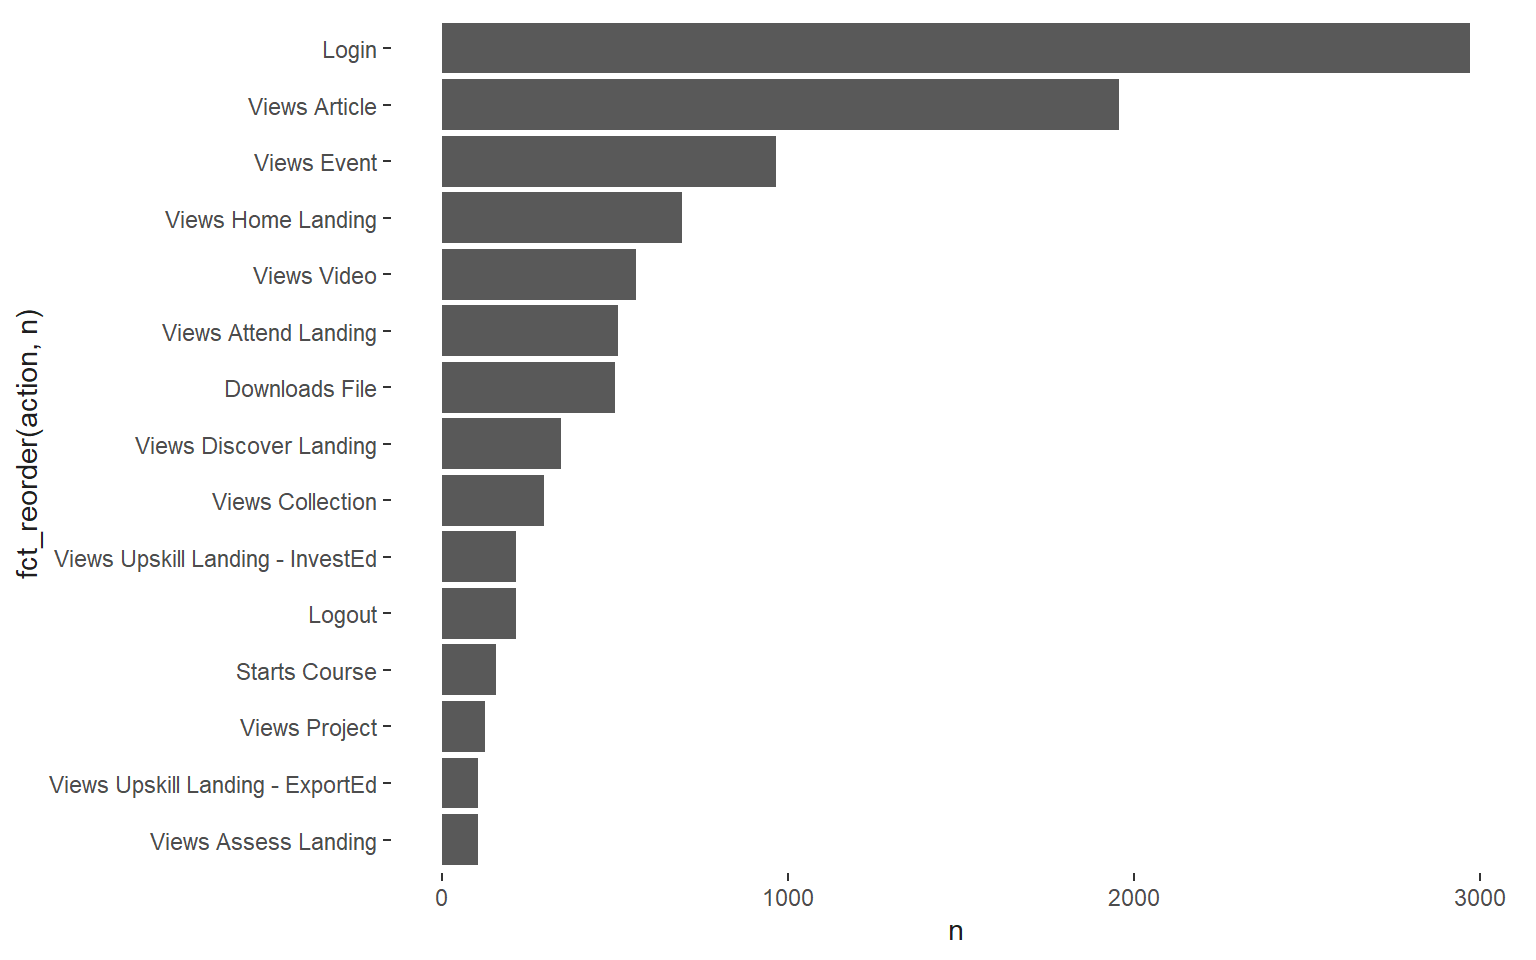 fct_reorder(action, n)
Login
Views Article
Views Event
Views Home Landing
Views Video
Views Attend Landing
Downloads File
Views Discover Landing
Views Collection
Views Upskill Landing - InvestEd
Logout
Starts Course
Views Project
Views Upskill Landing - ExportEd
Views Assess Landing
0 1000 2000 3000
n